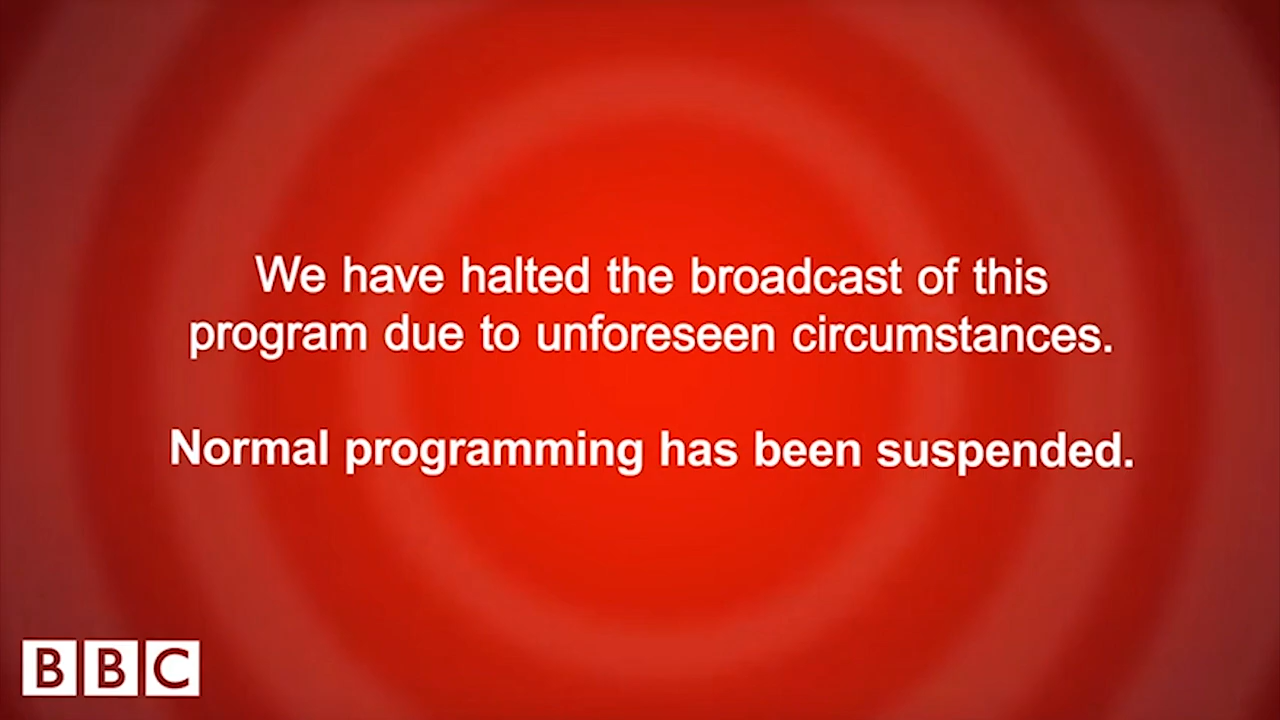 We have halted the broadcast of this
program due to unforeseen circumstances.
Normal programming has been suspended.
BBC